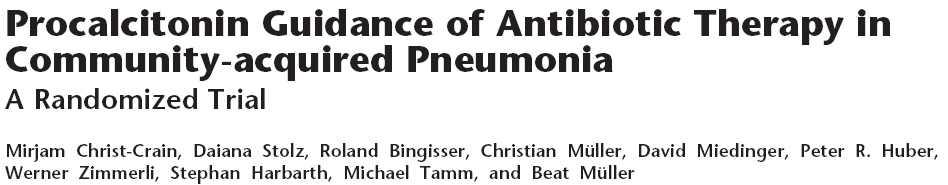 Procalcitonin Guidance of Antibiotic Therapy in
Community-acquired Pneumonia
A Randomized Trial
Mirjam Christ-Crain, Daiana Stolz, Roland Bingisser, Christian Müller, David Miedinger, Peter R. Huber,
Werner Zimmerli, Stephan Harbarth, Michael Tamm, and Beat Müller